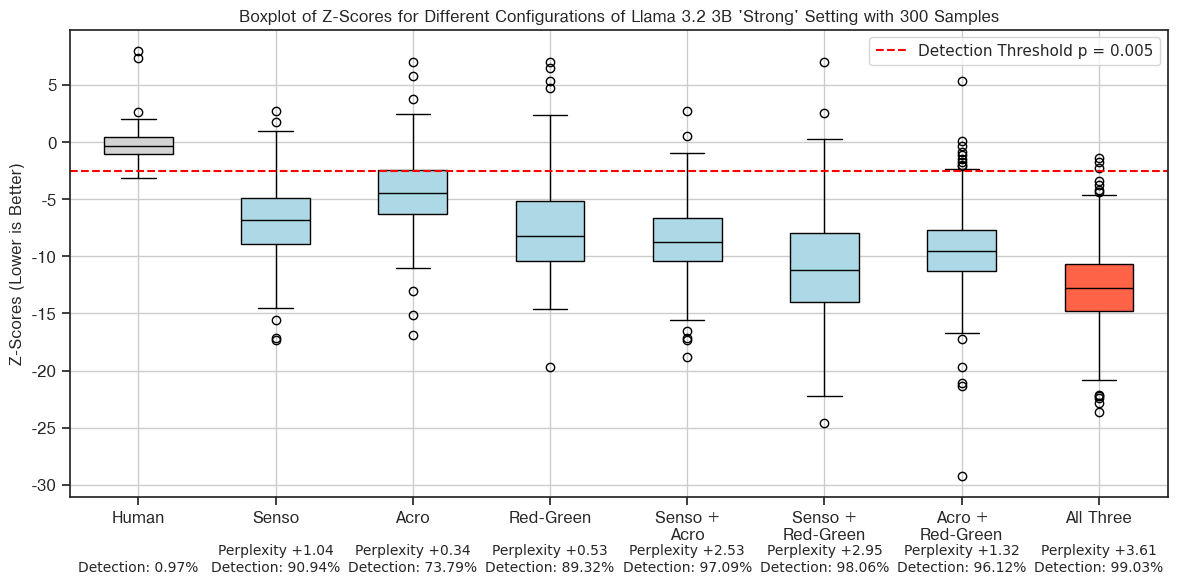 Boxplot of Z-Scores for Different Configurations of Llama 3.2 3B 'Strong' Setting with 300 Samples
Detection Threshold p = 0.005
Z-Scores (Lower is Better)
5
0
-5
-10
-15
-20
-25
-30
Human
Senso
Acro
Red-Green
Senso +
Acro
Senso +
Red-Green
Acro +
Red-Green
All Three
Perplexity +1.04
Perplexity +0.34
Perplexity +0.53
Perplexity +2.53
Perplexity +2.95
Perplexity +1.32
Perplexity +3.61
Detection: 0.97%
Detection: 90.94%
Detection: 73.79%
Detection: 89.32%
Detection: 97.09%
Detection: 98.06%
Detection: 96.12%
Detection: 99.03%